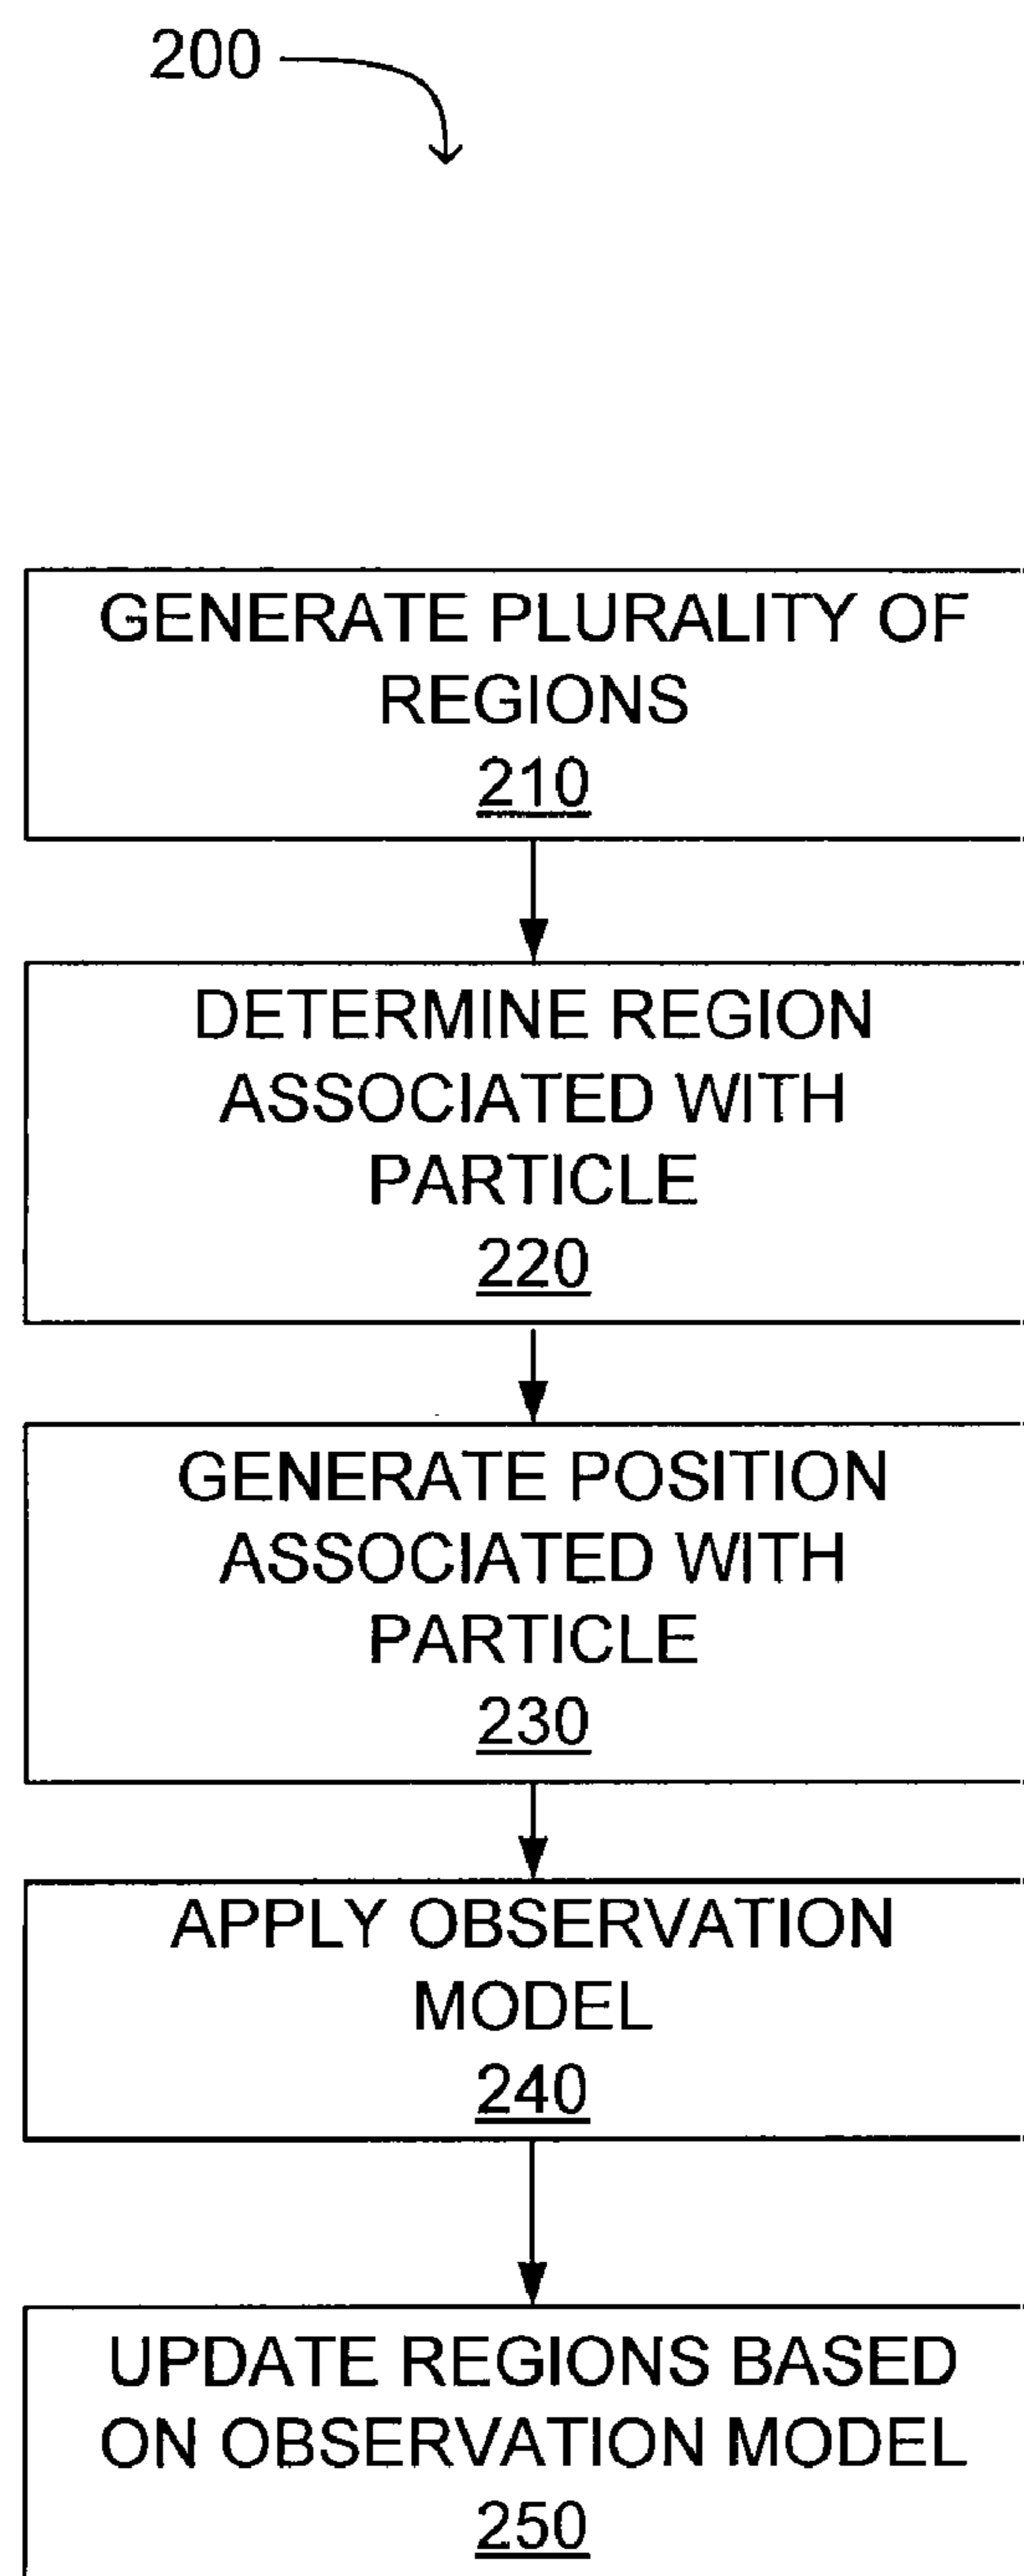 200
GENERATE PLURALITY OF
REGIONS
210
DETERMINE REGION
ASSOCIATED WITH
PARTICLE
220
GENERATE POSITION
ASSOCIATED WITH
PARTICLE
230
APPLY OBSERVATION
MODEL
240
UPDATE REGIONS BASED
ON OBSERVATION MODEL
250